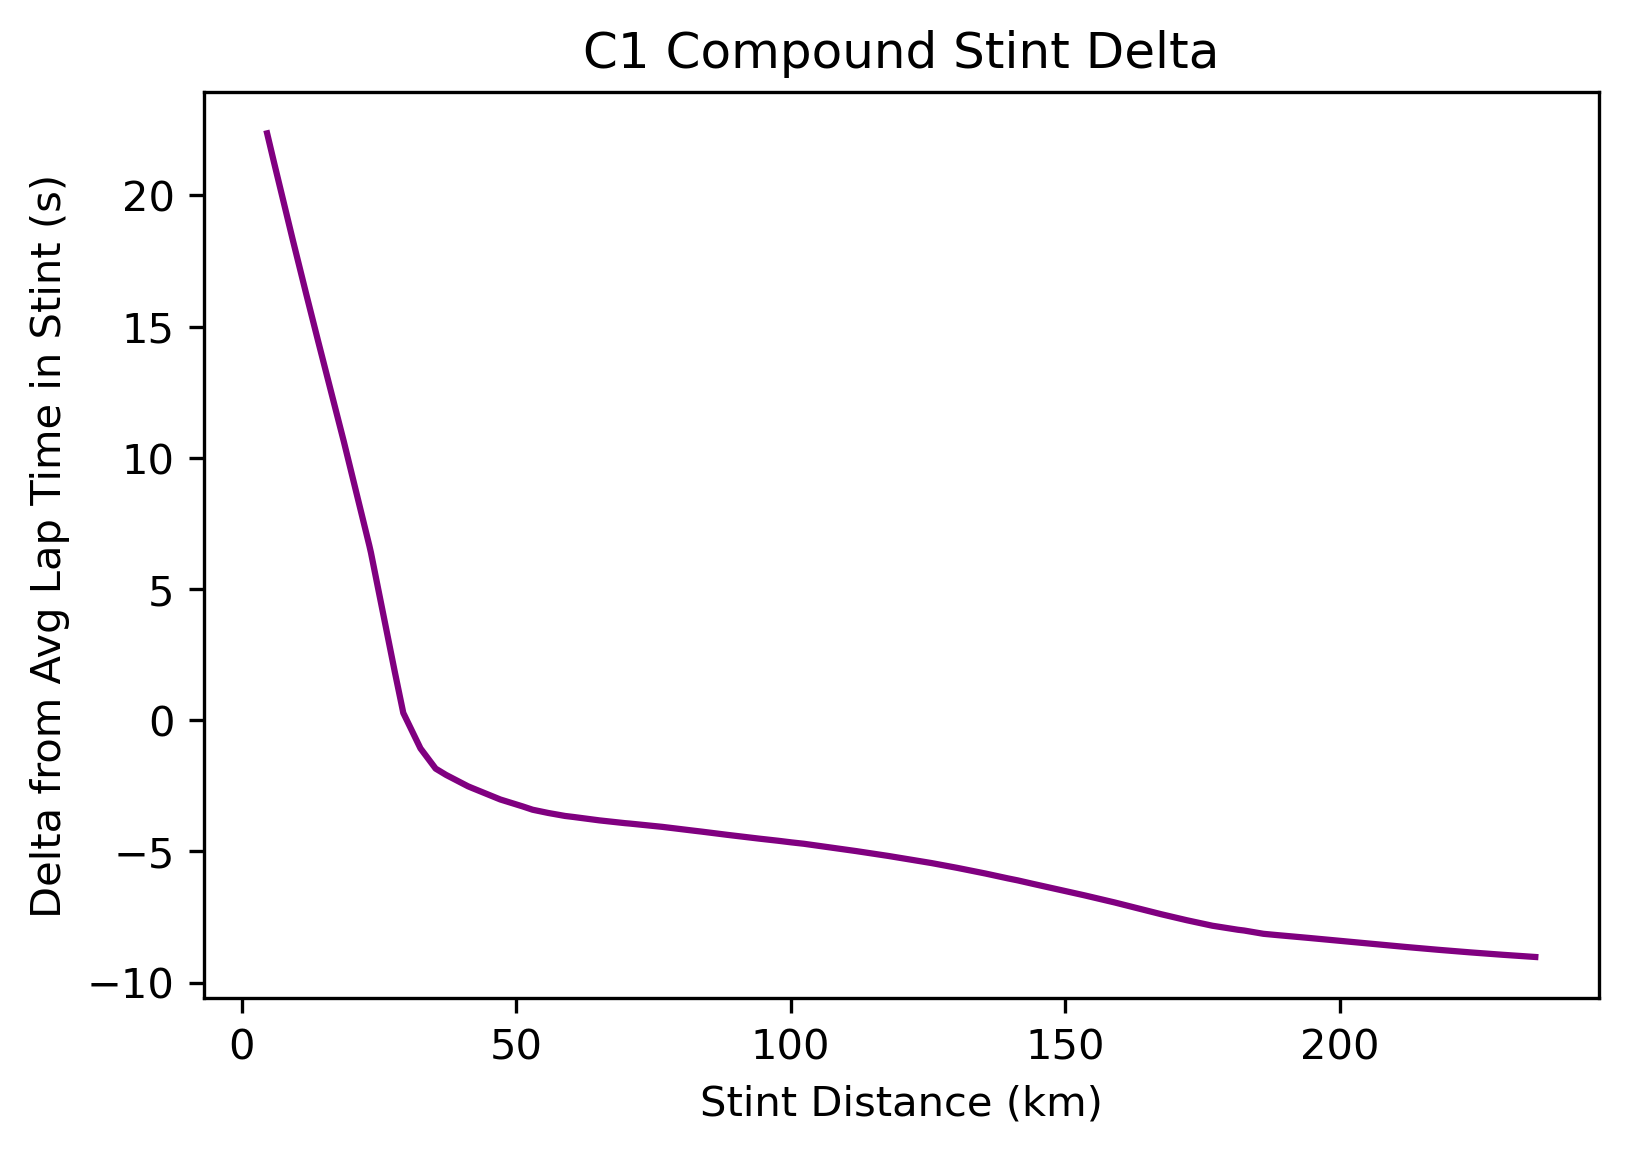 C1 Compound Stint Delta
Delta from Avg Lap Time in Stint (s)
20
15
10
5
0
−5
−10
0 50 100 150 200
Stint Distance (km)